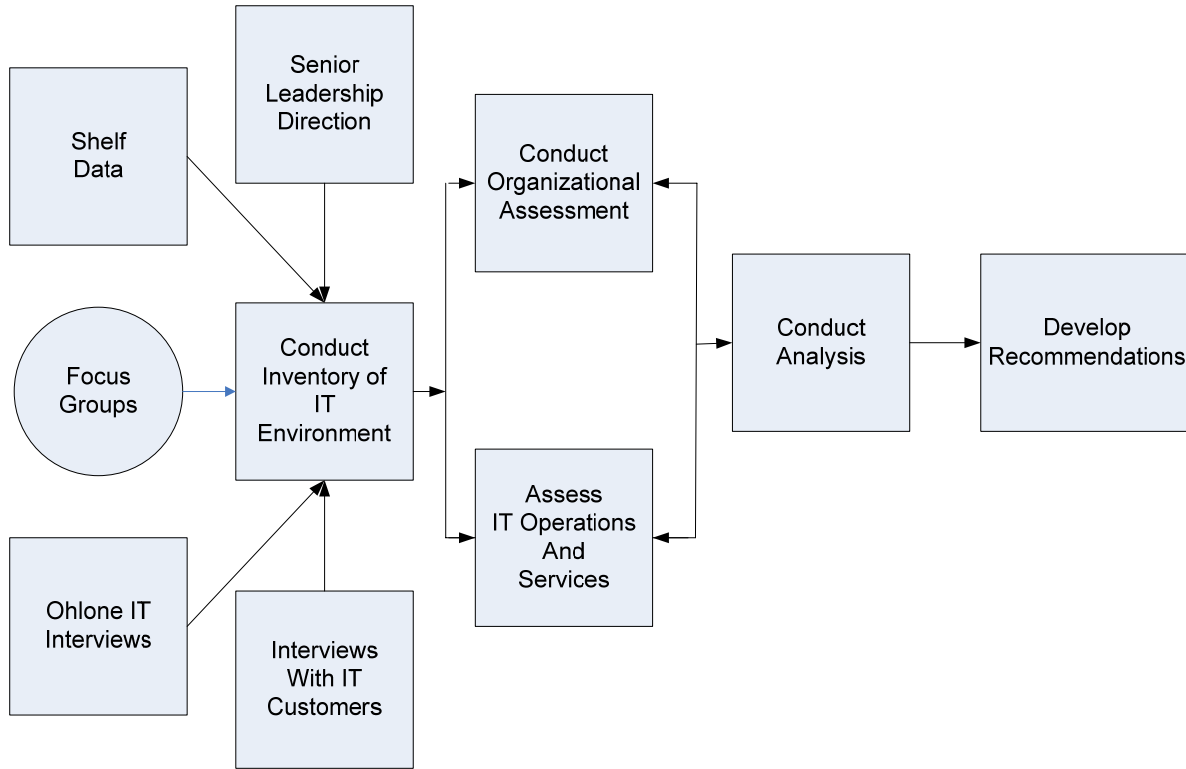 Senior
Leadership
Direction
Shelf
Data
Conduct
Organizational
Assessment
Focus
Groups
Conduct
Inventory of
IT
Environment
Conduct
Analysis
Develop
Recommendations
Assess
IT Operations
And
Services
Ohlone IT
Interviews
Interviews
With IT
Customers